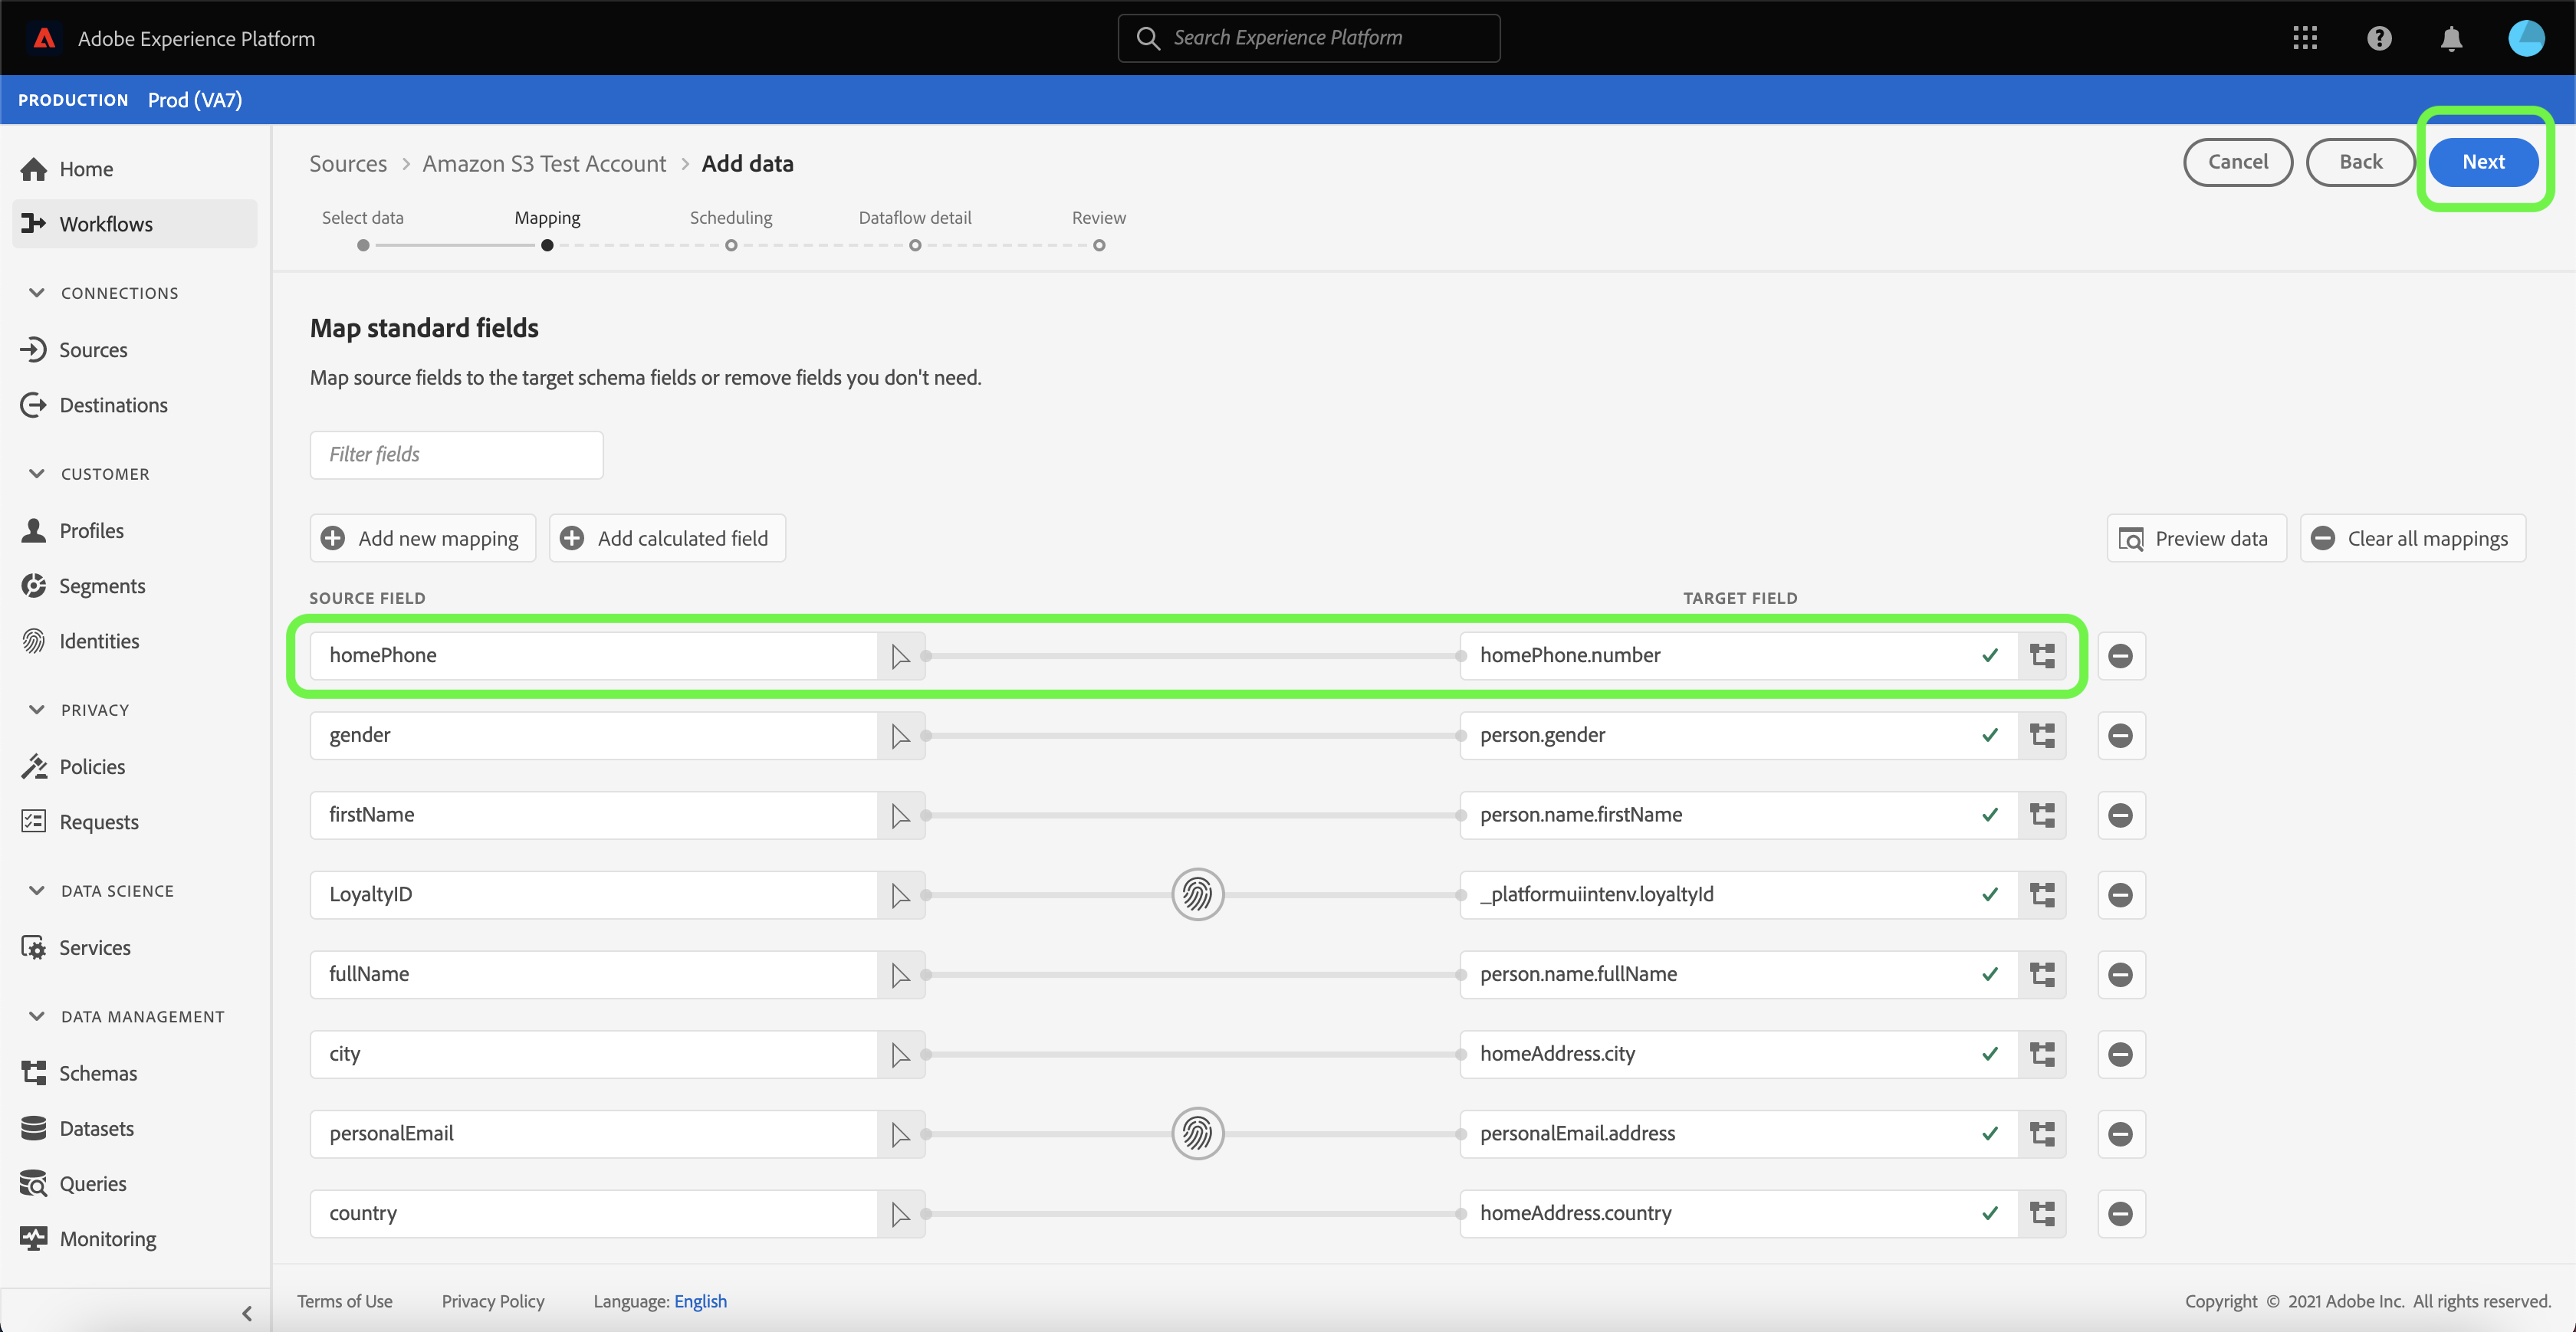 Adobe Experience Platform
Search Experience Platform
PRODUCTION Prod (VA7)
Home
Workflows
CONNECTIONS
Sources
Destinations
CUSTOMER
Profiles
Segments
Identities
PRIVACY
Policies
Requests
DATA SCIENCE
Services
DATA MANAGEMENT
Schemas
Datasets
Queries
Monitoring
Sources > Amazon S3 Test Account > Add data
Cancel
Back
Next
Select data
Mapping
Scheduling
Dataflow detail
Review
Map standard fields
Map source fields to the target schema fields or remove fields you don't need.
Filter fields
Add new mapping
Add calculated field
Preview data
Clear all mappings
SOURCE FIELD TARGET FIELD
homePhone homePhone.number
gender person.gender
firstName person.name.firstName
LoyaltyID _platformuiintenv.loyaltyId
fullName person.name.fullName
city homeAddress.city
personalEmail personalEmail.address
country homeAddress.country
Terms of Use Privacy Policy Language: English
Copyright © 2021 Adobe Inc. All rights reserved.